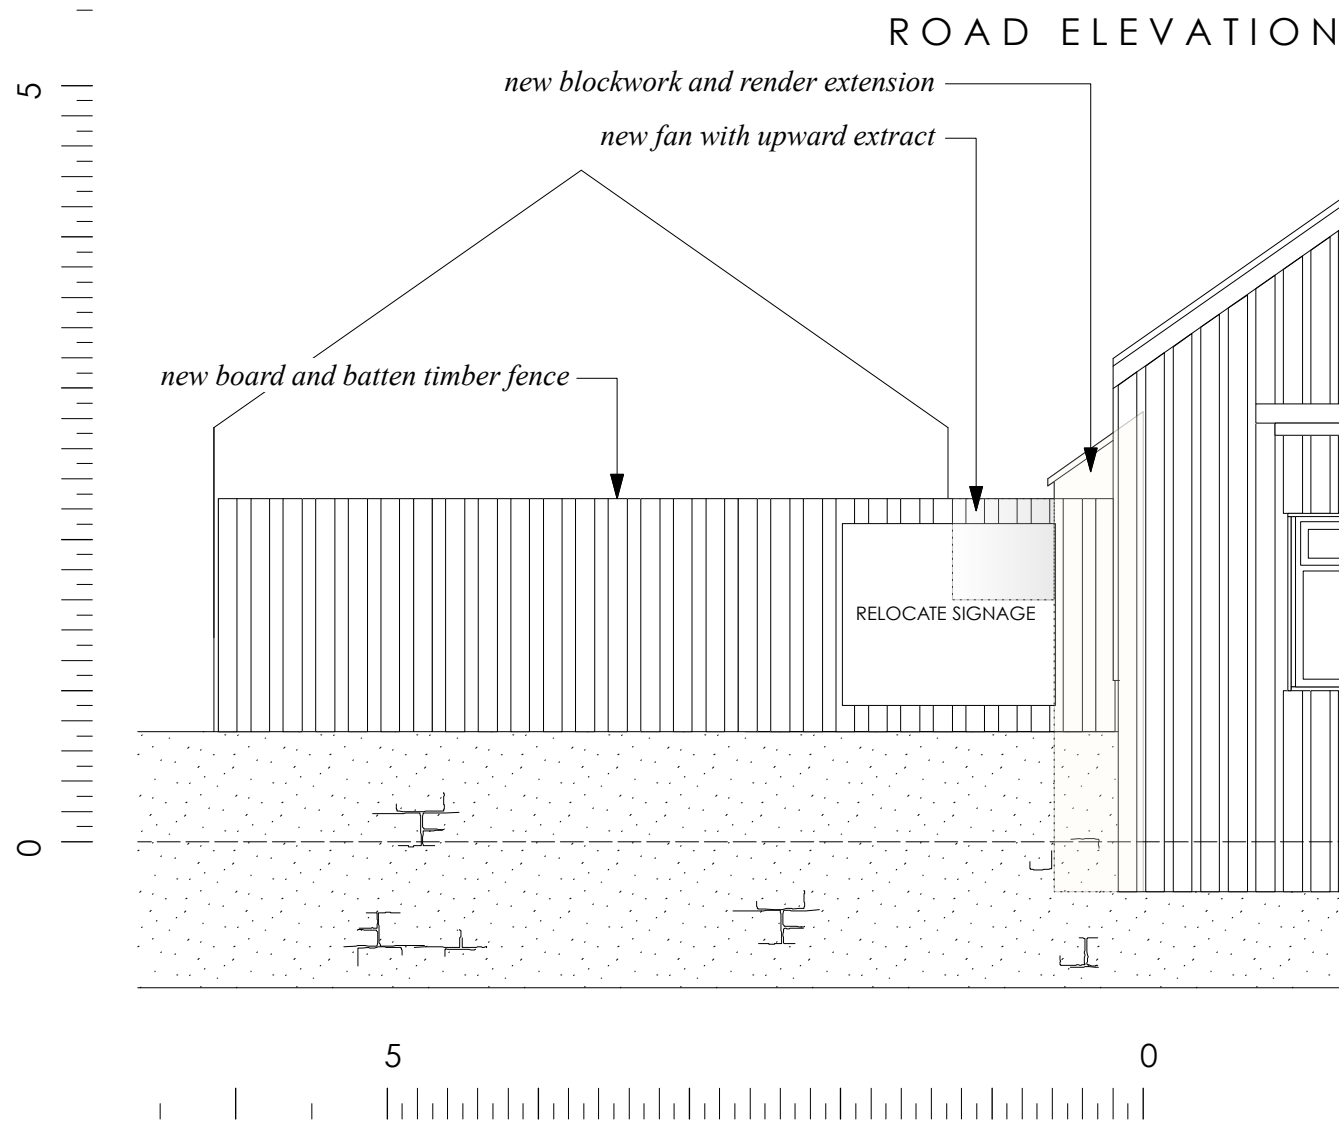 ROAD ELEVATION
5
new blockwork and render extension
new fan with upward extract
new board and batten timber fence
RELOCATE SIGNAGE
0
5 0